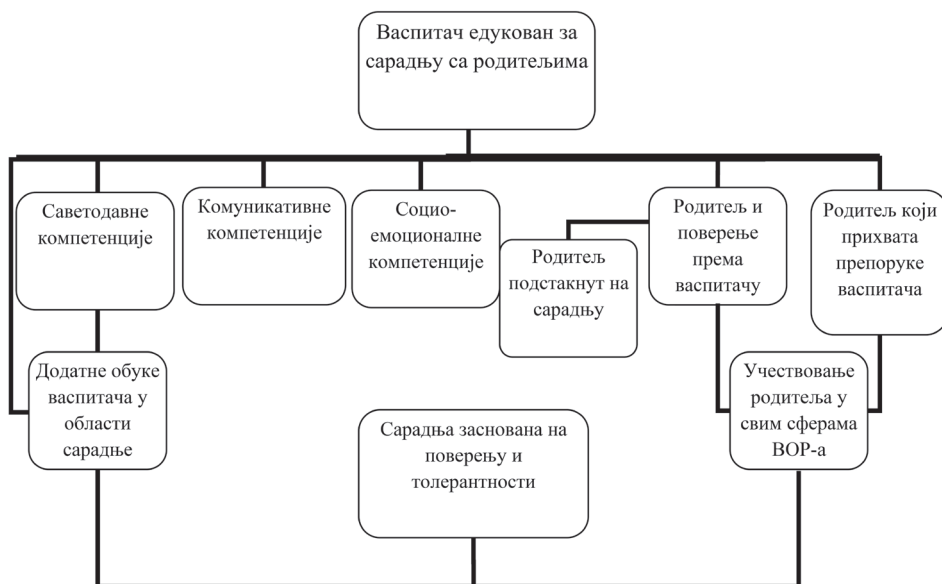 Васпитач едукован за
сарадњу са родитељима
Саветодавне
компетенције
Комуникативне
компетенције
Социо-
емоционалне
компетенције
Родитељ
подстакнут на
сарадњу
Родитељ и
поверење
према
васпитачу
Родитељ који
прихвата
препоруке
васпитача
Додатне обуке
васпитача у
области
сарадње
Сарадња заснована на
поверењу и
толерантности
Учествовање
родитеља у
свим сферама
ВОР-а